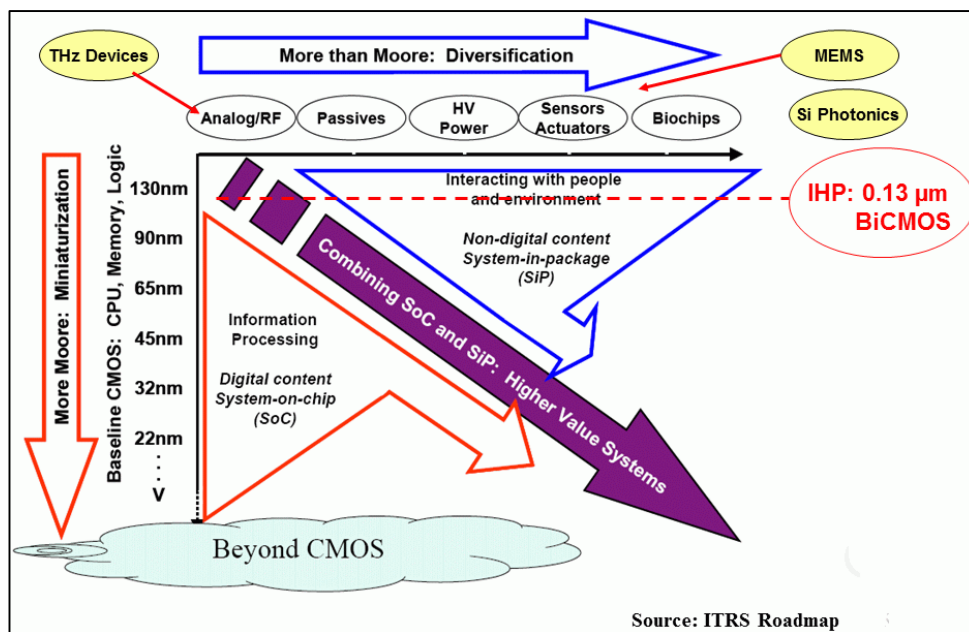 THz Devices
More than Moore: Diversification
MEMS
Analog/RF
Passives
HV
Power
Sensors
Actuators
Biochips
Si Photonics
More Moore: Miniaturization
Baseline CMOS: CPU, Memory, Logic
130nm
90nm
65nm
45nm
32nm
22nm
Interacting with people
and environment
Non-digital content
System-in-package
(SiP)
IHP: 0.13 µm
BiCMOS
Combining SoC and SiP: Higher Value Systems
Information
Processing
Digital content
System-on-chip
(SoC)
V
Beyond CMOS
Source: ITRS Roadmap